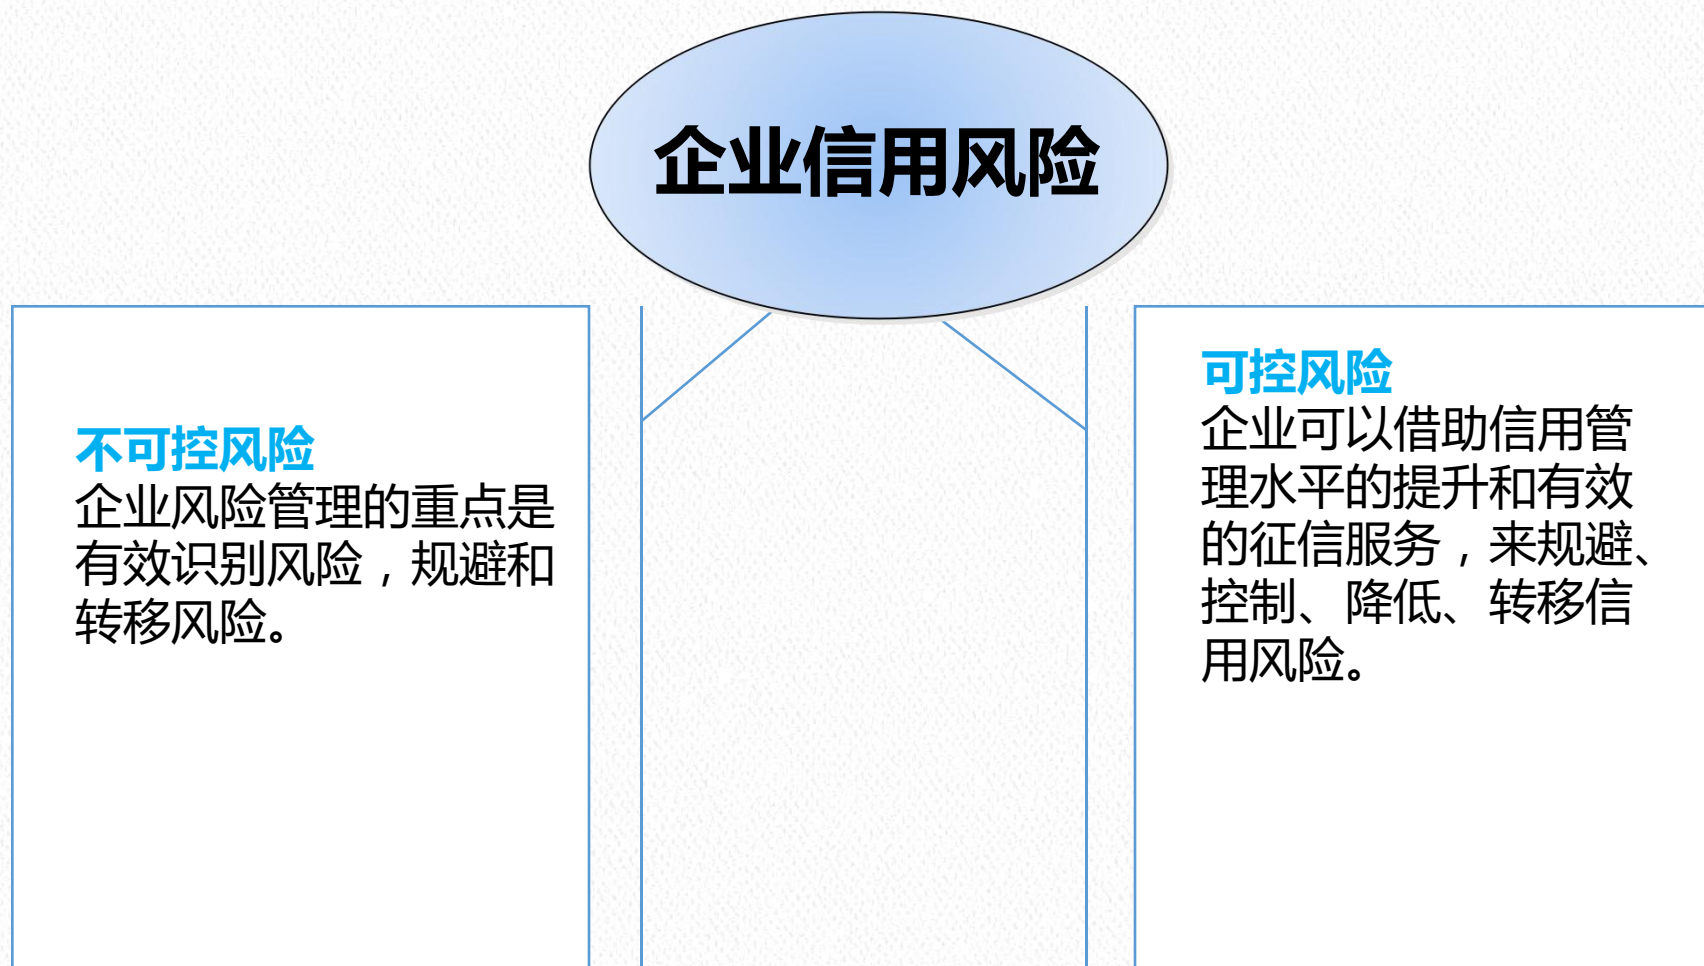 企业信用风险
不可控风险
企业风险管理的重点是
有效识别风险，规避和
转移风险。
可控风险
企业可以借助信用管
理水平的提升和有效
的征信服务，来规避、
控制、降低、转移信
用风险。